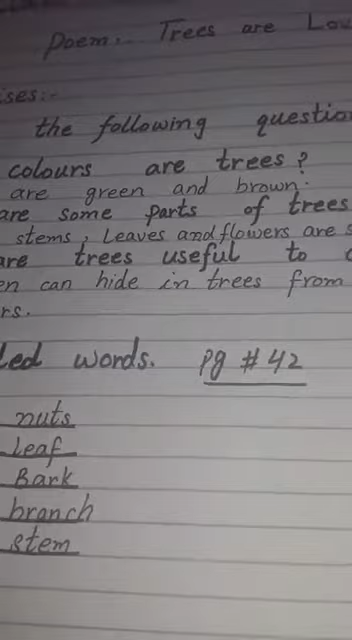 Poem. Trees are Lov
ises:-
the following question
colours are trees?
are green and brown.
are some parts of trees
stems, Leaves and flowers are s
are trees useful to c
en can hide in trees from
rs.
led words. Pg # 42
nuts
leaf
Bark
branch
stem